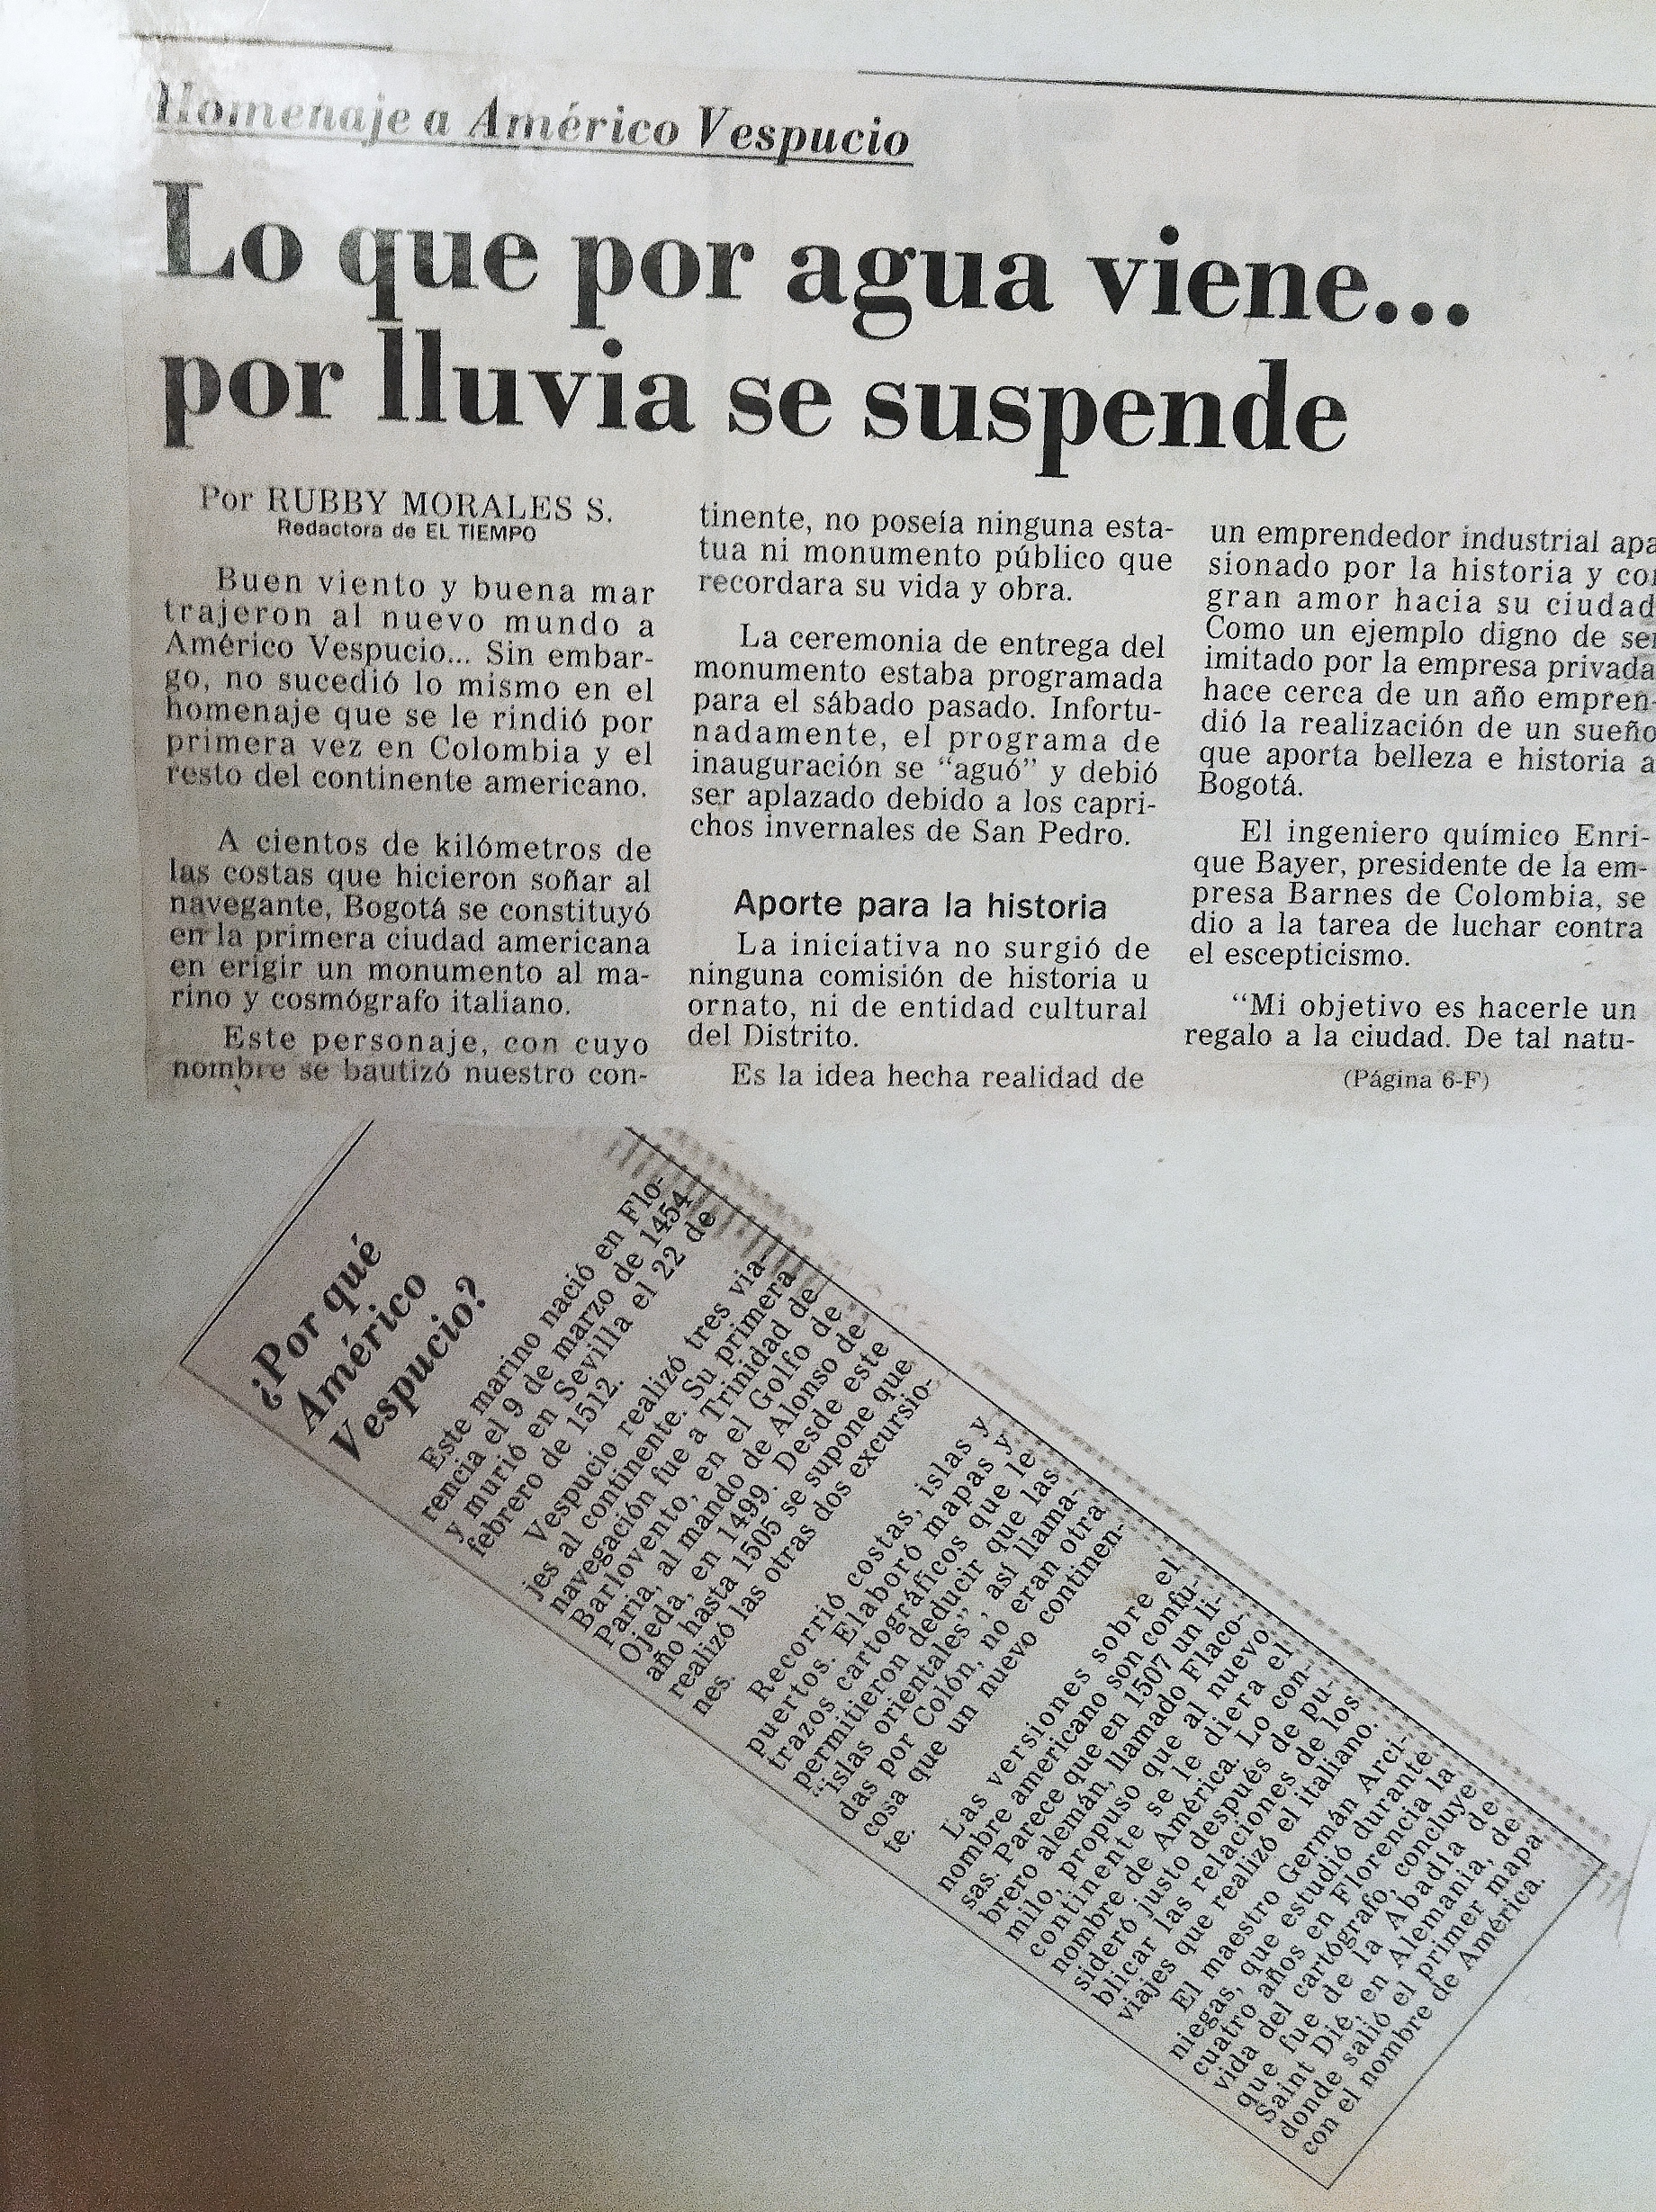 Homenaje a Américo Vespucio
Lo que por agua viene...
por lluvia se suspende
Por RUBBY MORALES S.
Redactora de EL TIEMPO
Buen viento y buena mar
trajeron al nuevo mundo a
Américo Vespucio... Sin embar-
go, no sucedió lo mismo en el
homenaje que se le rindió por
primera vez en Colombia y el
resto del continente americano.
A cientos de kilómetros de
las costas que hicieron soñar al
navegante, Bogotá se constituyó
en la primera ciudad americana
en erigir un monumento al ma-
rino y cosmógrafo italiano.
Este personaje, con cuyo
nombre se bautizó nuestro con-
tinente, no poseía ninguna esta-
tua ni monumento público que
recordara su vida y obra.
La ceremonia de entrega del
monumento estaba programada
para el sábado pasado. Infortu-
nadamente, el programa de
inauguración se “aguó” y debió
ser aplazado debido a los capri-
chos invernales de San Pedro.
Aporte para la historia
La iniciativa no surgió de
ninguna comisión de historia u
ornato, ni de entidad cultural
del Distrito.
Es la idea hecha realidad de
un emprendedor industrial apa
sionado por la historia y con
gran amor hacia su ciudad
Como un ejemplo digno de ser
imitado por la empresa privada
hace cerca de un año empren-
dió la realización de un sueño
que aporta belleza e historia a
Bogotá.
El ingeniero químico Enri-
que Bayer, presidente de la em-
presa Barnes de Colombia, se
dio a la tarea de luchar contra
el escepticismo.
“Mi objetivo es hacerle un
regalo a la ciudad. De tal natu-
(Página 6-F)
¿Por qué
Américo
Vespucio?
Este marino nació en Flo-
rencia el 9 de marzo de 1454
y murió en Sevilla el 22 de
febrero de 1512.
Vespucio realizó tres via-
jes al continente. Su primera
navegación fue a Trinidad de
Barlovento, en el Golfo de
Paria, al mando de Alonso de
Ojeda, en 1499. Desde este
año hasta 1505 se supone que
realizó las otras dos excursio-
nes.
Recorrió costas, islas y
puertos. Elaboró mapas y
trazos cartográficos que le
permitieron deducir que las
“islas orientales”, así llama-
das por Colón, no eran otra
cosa que un nuevo continen-
te.
Las versiones sobre el
nombre americano son confu-
sas. Parece que en 1507 un li-
brero alemán, llamado Flaco-
milo, propuso que al nuevo
continente se le diera el
nombre de América. Lo con-
sideró justo después de pu-
blicar las relaciones de los
viajes que realizó el italiano.
El maestro Germán Arci-
niegas, que estudió durante
cuatro años en Florencia la
vida del cartógrafo, concluye
que fue de la Abadía de
Saint Dié, en Alemania, de
donde salió el primer mapa
con el nombre de América.